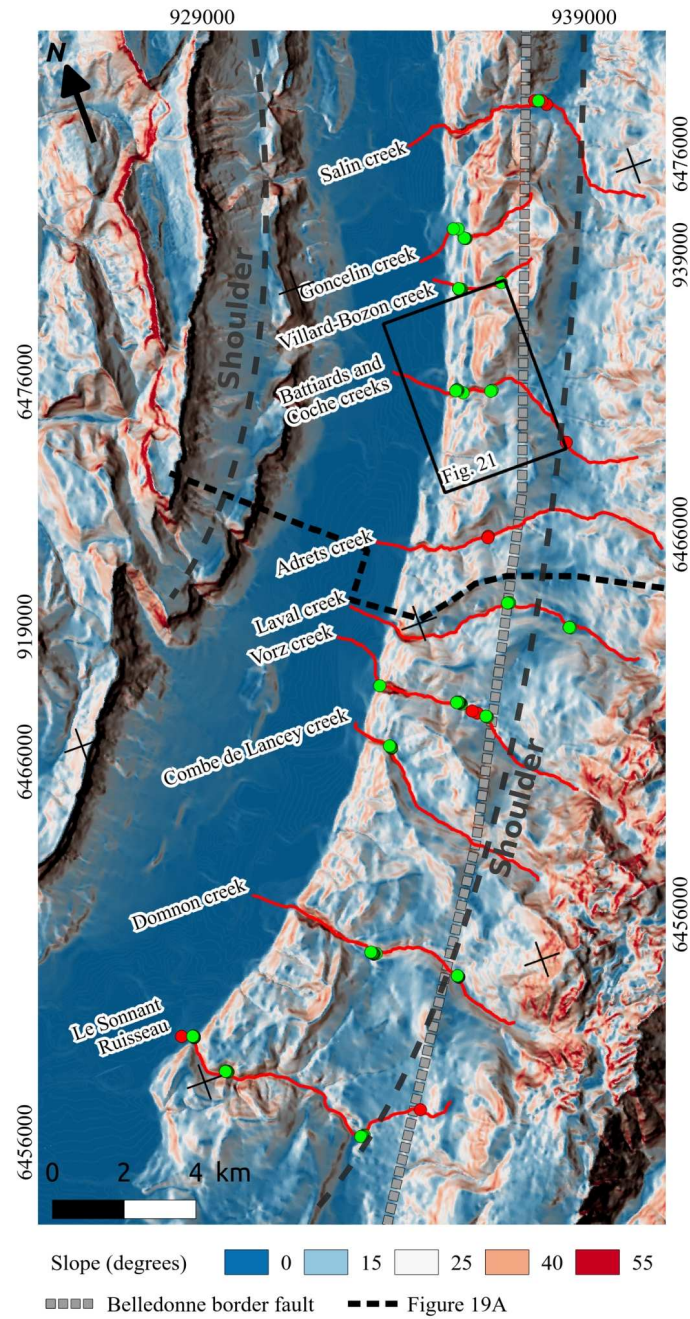 929000
939000
N
Salin creek
6476000
Shoulder
Goncelin creek
939000
Villard-Bozon creek
6476000
Battiards and
Coche creeks
Fig. 21
Adrets creek
6466000
919000
Laval creek
Vorz creek
Combe de Lancey creek
6466000
Shoulder
Domnon creek
6456000
Le Sonnant
Ruisseau
6456000
0 2 4 km
Slope (degrees) 0 15 25 40 55
Belledonne border fault Figure 19A